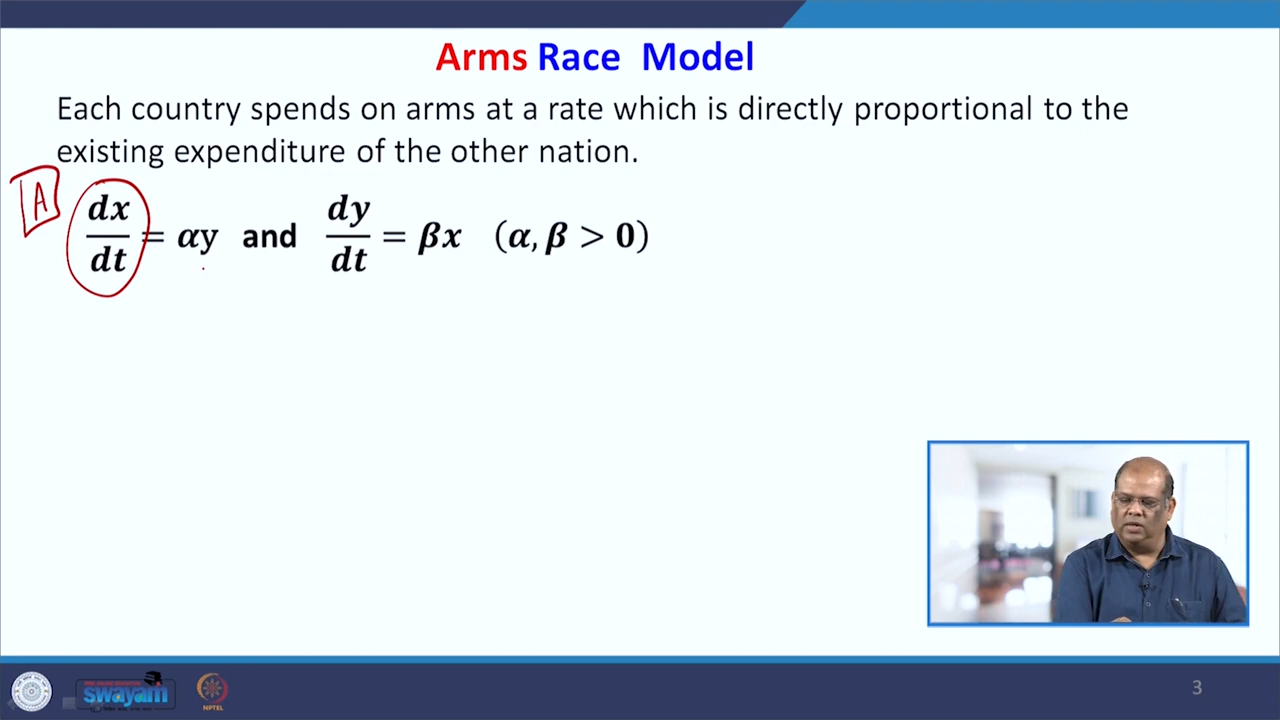 Arms Race Model
Each country spends on arms at a rate which is directly proportional to the
existing expenditure of the other nation.
A
dx/dt = αy and dy/dt = βx (α, β > 0)
swayam
NPTEL
3